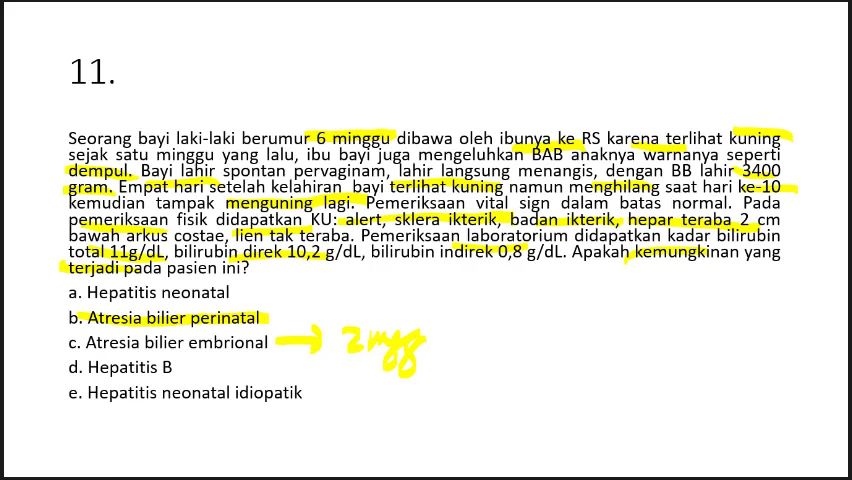 11.
Seorang bayi laki-laki berumur 6 minggu dibawa oleh ibunya ke RS karena terlihat kuning
sejak satu minggu yang lalu, ibu bayi juga mengeluhkan BAB anaknya warnanya seperti
dempul. Bayi lahir spontan pervaginam, lahir langsung menangis, dengan BB lahir 3400
gram. Empat hari setelah kelahiran bayi terlihat kuning namun menghilang saat hari ke-10
kemudian tampak menguning lagi. Pemeriksaan vital sign dalam batas normal. Pada
pemeriksaan fisik didapatkan KU: alert, sklera ikterik, badan ikterik, hepar teraba 2 cm
bawah arkus costae, lien tak teraba. Pemeriksaan laboratorium didapatkan kadar bilirubin
total 11g/dL, bilirubin direk 10,2 g/dL, bilirubin indirek 0,8 g/dL. Apakah kemungkinan yang
terjadi pada pasien ini?
a. Hepatitis neonatal
b. Atresia bilier perinatal
c. Atresia bilier embrional → 2 mgg
d. Hepatitis B
e. Hepatitis neonatal idiopatik